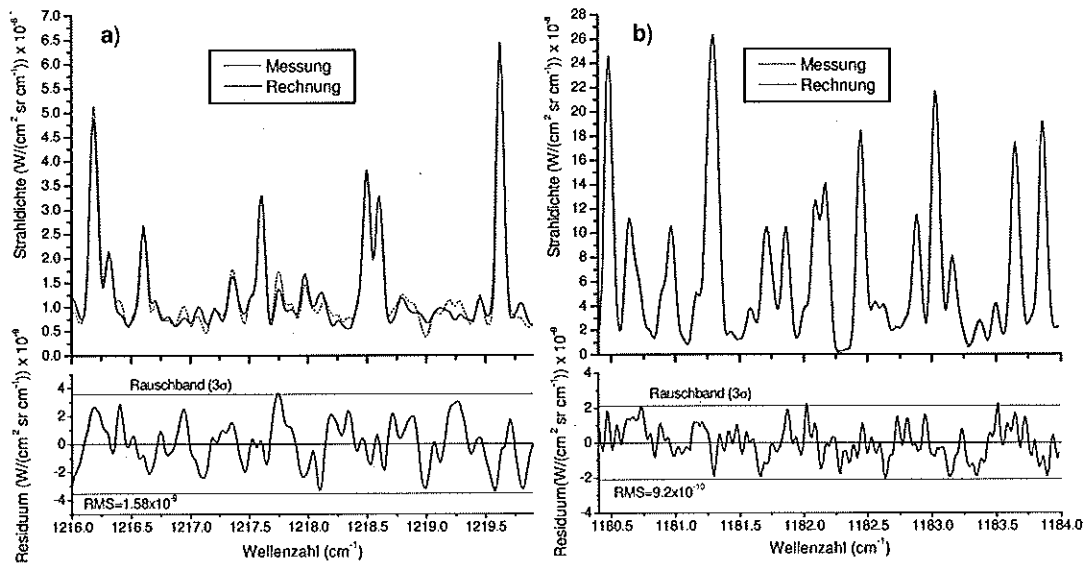 a)
Messung
Rechnung
Strahldichte (W/(cm² sr cm⁻¹)) x 10⁻⁸
7.0
6.5
6.0
5.5
5.0
4.5
4.0
3.5
3.0
2.5
2.0
1.5
1.0
0.5
0.0
Rauschband (3σ)
RMS=1.58x10⁻⁹
Residuum (W/(cm² sr cm⁻¹)) x 10⁻⁹
4
2
0
-2
-4
1216.0 1216.5 1217.0 1217.5 1218.0 1218.5 1219.0 1219.5
Wellenzahl (cm⁻¹)
b)
Messung
Rechnung
Strahldichte (W/(cm² sr cm⁻¹)) x 10⁻⁸
28
26
24
22
20
18
16
14
12
10
8
6
4
2
0
Rauschband (3σ)
RMS=9.2x10⁻¹⁰
Residuum(W/(cm² sr cm⁻¹)) x 10⁻⁹
4
2
0
-2
-4
1180.5 1181.0 1181.5 1182.0 1182.5 1183.0 1183.5 1184.0
Wellenzahl (cm⁻¹)